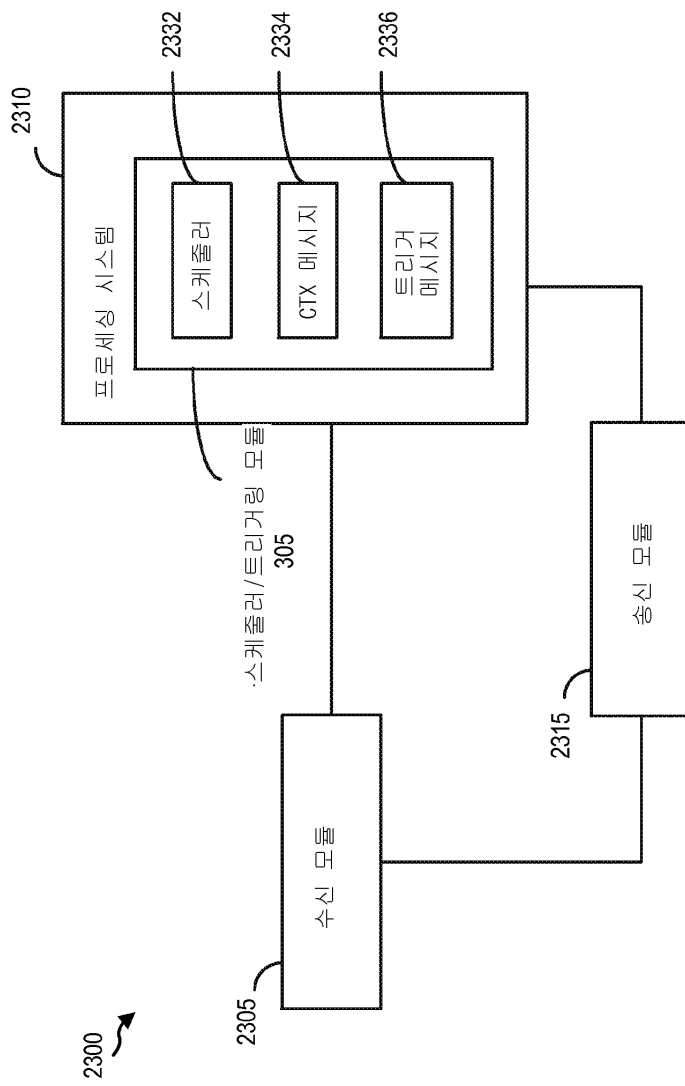 2300
2305
수신 모듈
·스케줄러/트리거링 모듈
305
2310
프로세싱 시스템
스케줄러
2332
CTX 메시지
2334
트리거
메시지
2336
2315
송신 모듈